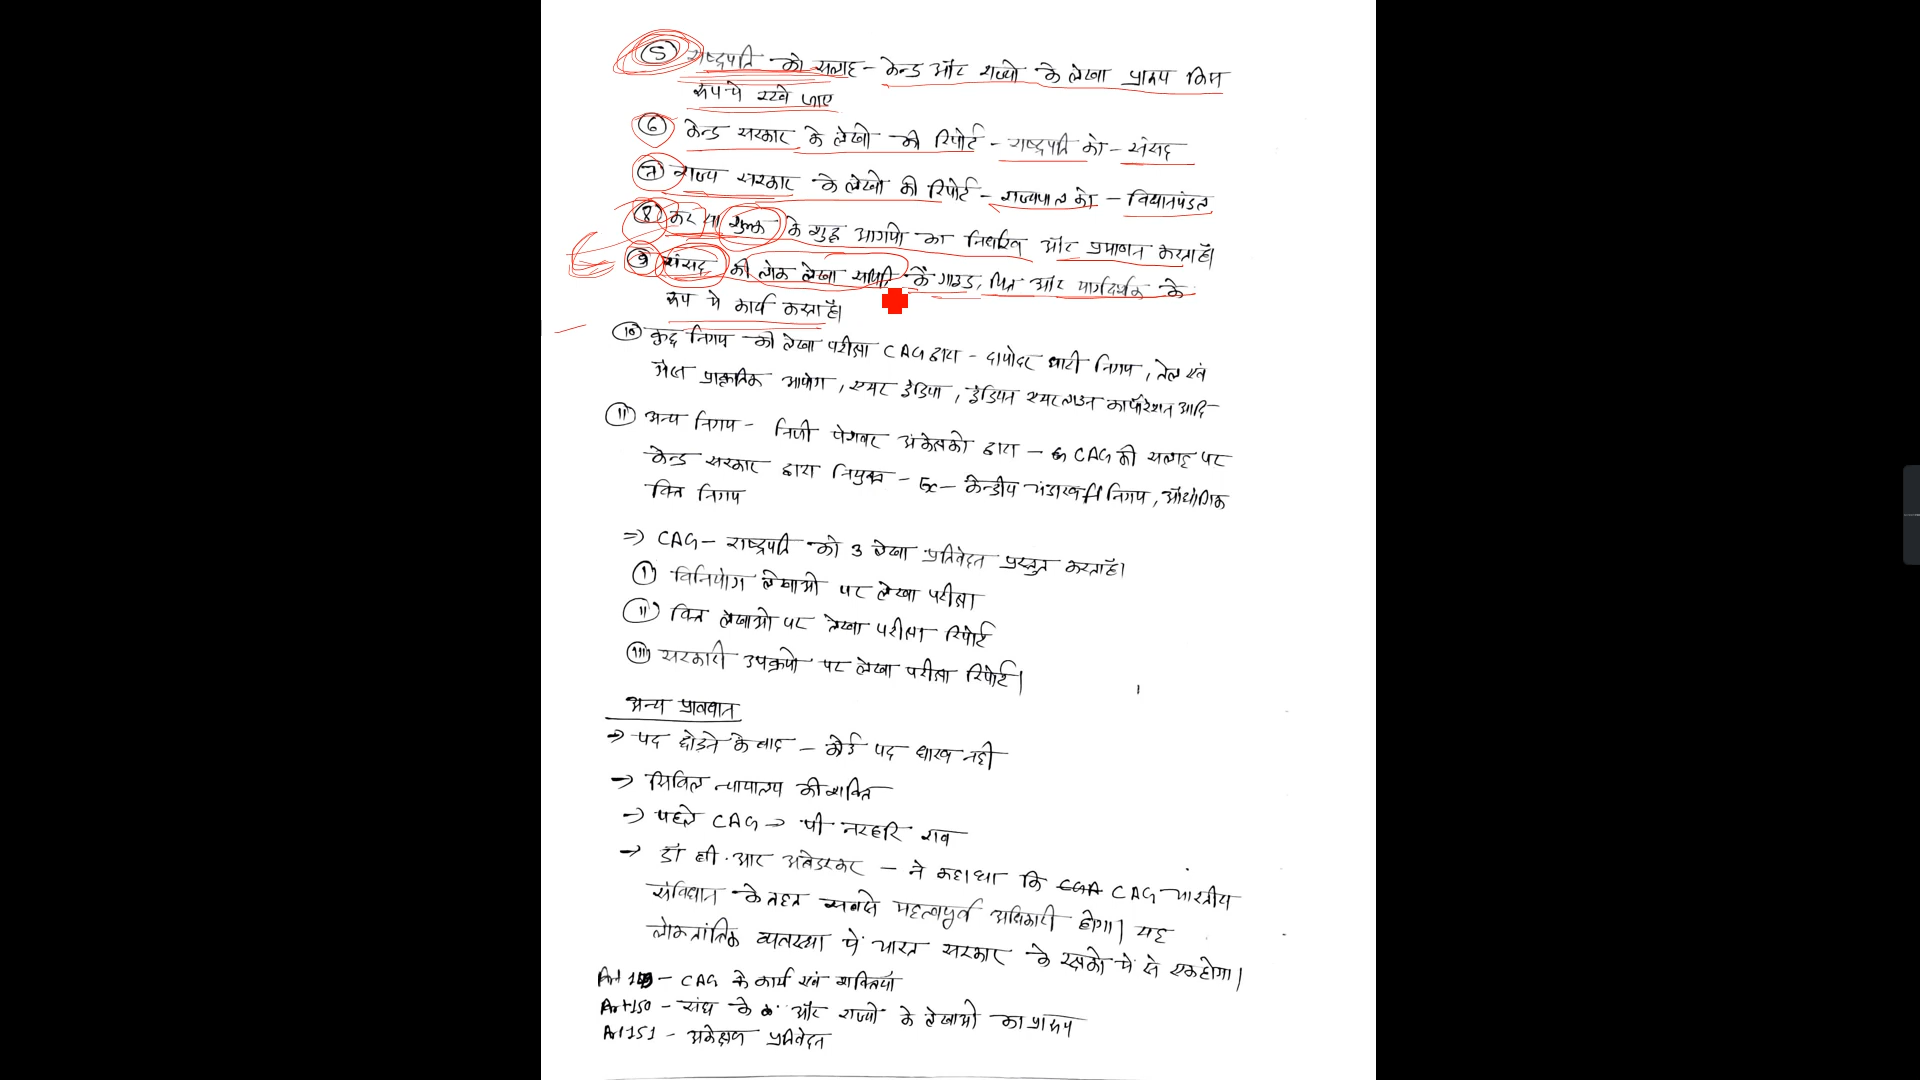 (5) राष्ट्रपति को सलाह - केन्द्र और राज्यो के लेखा प्रारूप किस
रूप मे रखे जाए
(6) केन्द्र सरकार के लेखो की रिपोर्ट - राष्ट्रपति को - संसद
(7) राज्य सरकार के लेखो की रिपोर्ट - राज्यपाल को - विधानमंडल
(8) कर या शुल्क के शुद्ध आगमो का निर्धारण और प्रमाणन करता है।
(9) संसद की लोक लेखा समिति के गाइड, मित्र और मार्गदर्शक के
रूप मे कार्य करता है।
(10) कुछ निगम की लेखा परीक्षा CAG द्वारा - दामोदर घाटी निगम, तेल एवं
गैस प्राकृतिक आयोग, एयर इंडिया, इंडियन एयरलाइन कार्पोरेशन आदि
(11) अन्य निगम - निजी पेशेवर अंकेक्षको द्वारा - CAG की सलाह पर
केन्द्र सरकार द्वारा नियुक्त - Ex - केन्द्रीय भंडारण निगम, औद्योगिक
वित्त निगम
=> CAG - राष्ट्रपति को 3 लेखा प्रतिवेदन प्रस्तुत करता है।
(I) विनियोग लेखाओ पर लेखा परीक्षा
(II) वित्त लेखाओ पर लेखा परीक्षा रिपोर्ट
(III) सरकारी उपक्रमो पर लेखा परीक्षा रिपोर्ट।
अन्य प्रावधान
-> पद छोडने के बाद - कोई पद धारण नही
-> सिविल न्यायालय की शक्ति
-> पहले CAG -> पी नरहरि राव
-> डॉ बी.आर अंबेडकर - ने कहा था कि CGA CAG भारतीय
संविधान के तहत सबसे महत्वपूर्ण अधिकारी होगा। यह
लोकतांत्रिक व्यवस्था में भारत सरकार के रक्षको मे से एक होगा।
Art 149 - CAG के कार्य एवं शक्तियाँ
Art 150 - संघ के और राज्यों के लेखाओ का प्रारूप
Art 151 - अंकेक्षण प्रतिवेदन